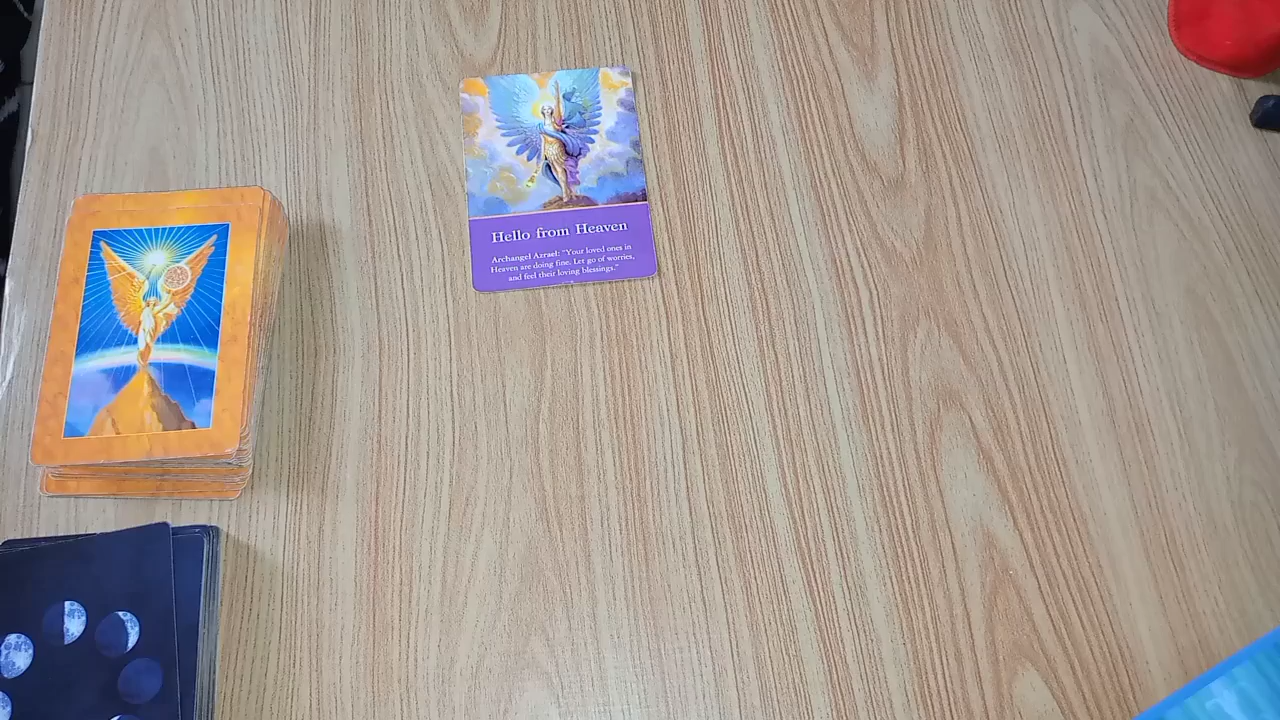 Hello from Heaven
Archangel Azrael: "Your loved ones in
Heaven are doing fine. Let go of worries,
and feel their loving blessings."